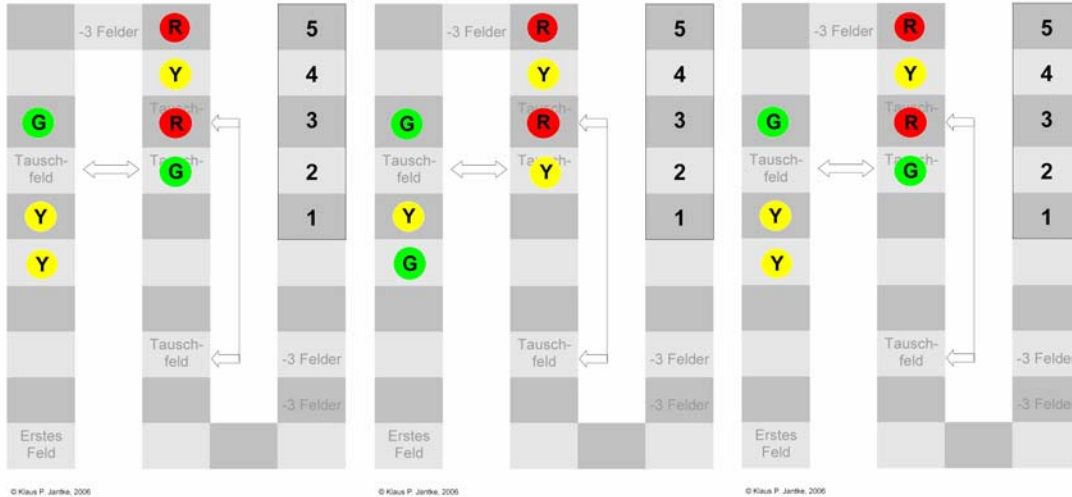 -3 Felder R 5
Y 4
Tausch-
G R 3
Tausch-
feld
Tausch-
G 2
Y 1
Y
Tausch-
feld
-3 Felder
-3 Felder
Erstes
Feld
© Klaus P. Jantke, 2006
-3 Felder R 5
Y 4
Tausch-
G R 3
Tausch-
feld
Tausch-
Y 2
Y 1
G
Tausch-
feld
-3 Felder
-3 Felder
Erstes
Feld
© Klaus P. Jantke, 2006
-3 Felder R 5
Y 4
Tausch-
G R 3
Tausch-
feld
Tausch-
G 2
Y 1
Y
Tausch-
feld
-3 Felder
-3 Felder
Erstes
Feld
© Klaus P. Jantke, 2006